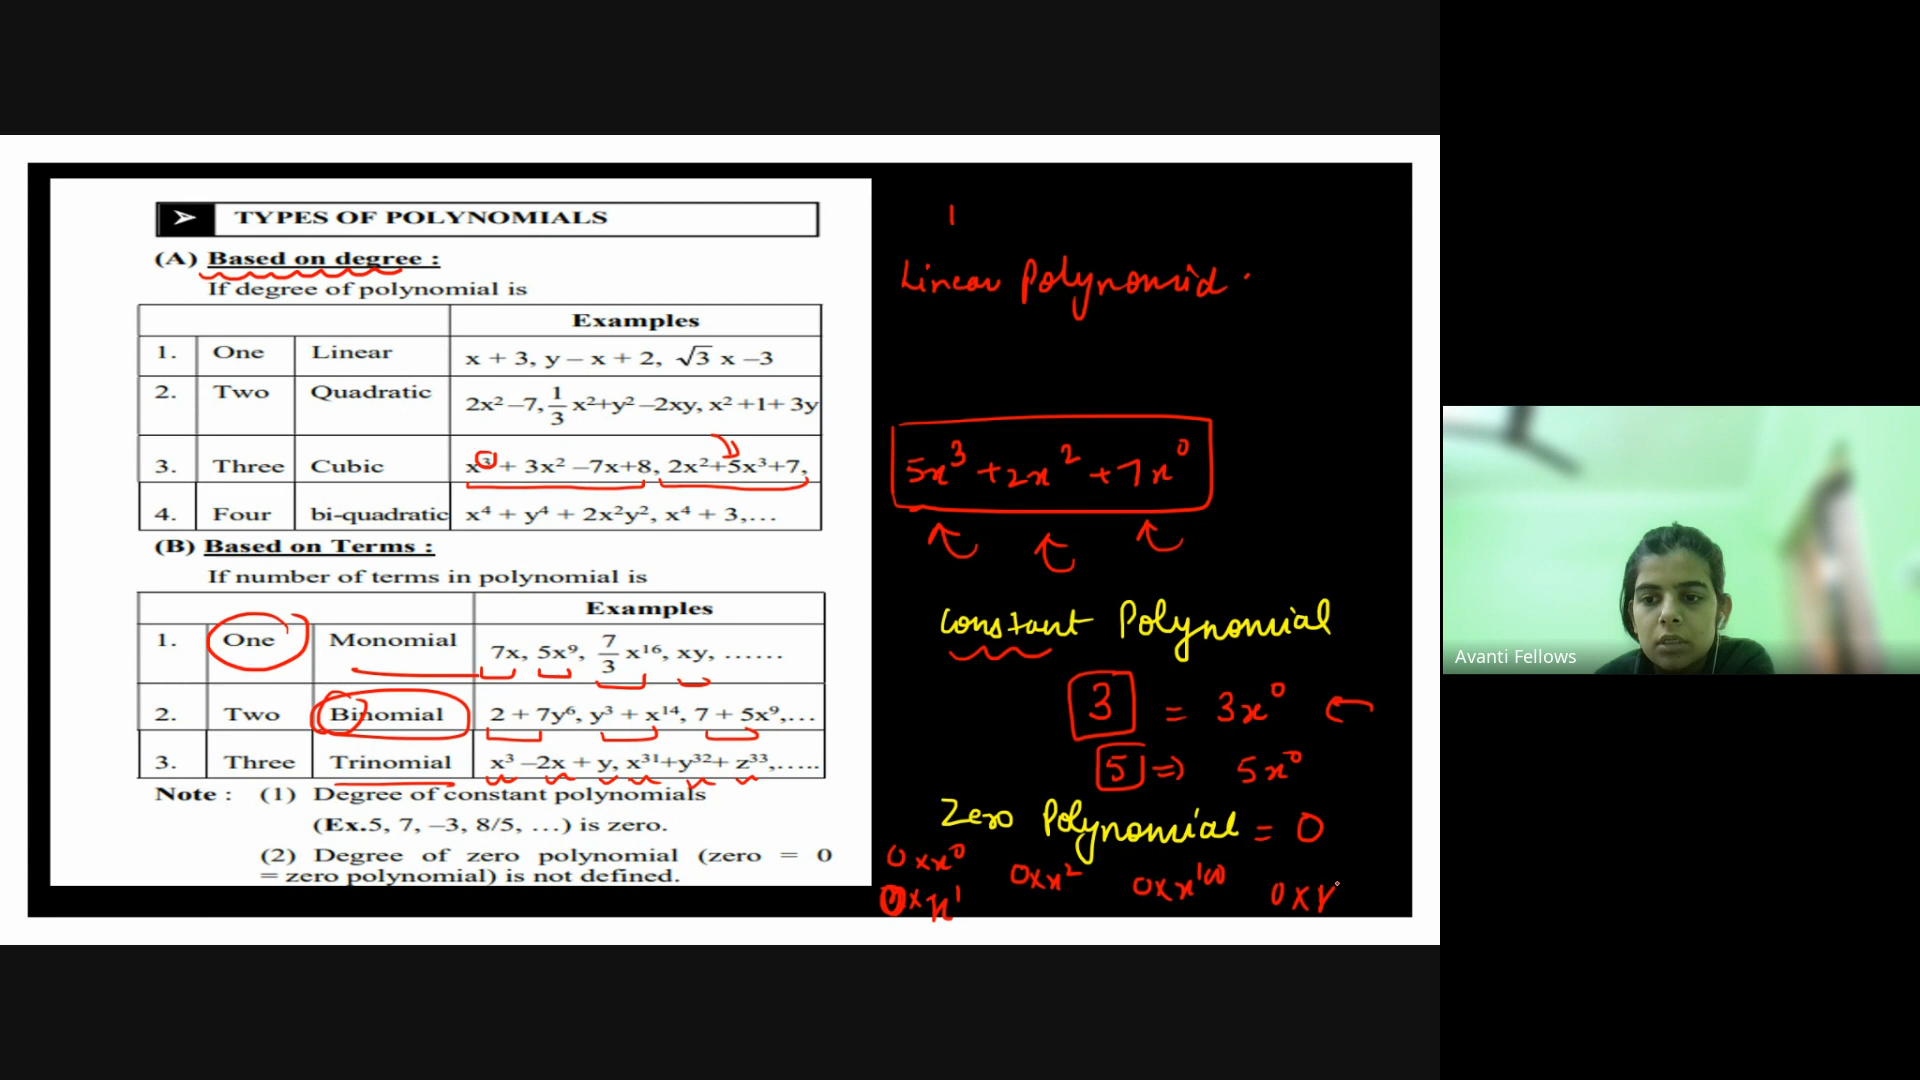 ➢ TYPES OF POLYNOMIALS
(A) Based on degree :
If degree of polynomial is
Examples
1. One Linear x + 3, y – x + 2, √3 x –3
2. Two Quadratic 2x² –7, 1/3 x²+y² –2xy, x² +1+ 3y
3. Three Cubic x³ + 3x² –7x+8, 2x²+5x³+7,
4. Four bi-quadratic x⁴ + y⁴ + 2x²y², x⁴ + 3,...
(B) Based on Terms :
If number of terms in polynomial is
Examples
1. One Monomial 7x, 5x⁹, 7/3 x¹⁶, xy, ......
2. Two Binomial 2 + 7y⁶, y³ + x¹⁴, 7 + 5x⁹,...
3. Three Trinomial x³ –2x + y, x³¹+y³²+ z³³,.....
Note : (1) Degree of constant polynomials
(Ex.5, 7, –3, 8/5, ...) is zero.
(2) Degree of zero polynomial (zero = 0
= zero polynomial) is not defined.
1
Linear Polynomial .
5x³ + 2x² + 7x⁰
Constant Polynomial
3 = 3x⁰
5 ⇒ 5x⁰
Zero Polynomial = 0
0 x x⁰
0 x x² 0 x x¹⁰⁰
0 x x¹
Avanti Fellows